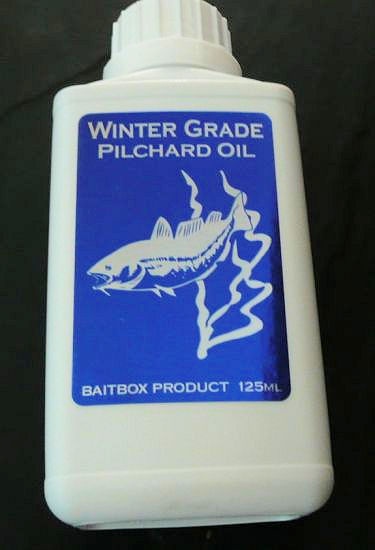 WINTER GRADE
PILCHARD OIL
BAITBOX PRODUCT 125ML